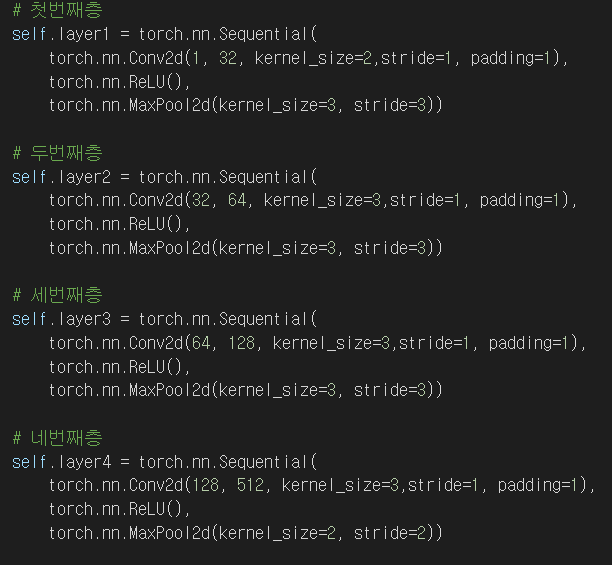 # 첫번째층
self.layer1 = torch.nn.Sequential(
    torch.nn.Conv2d(1, 32, kernel_size=2,stride=1, padding=1),
    torch.nn.ReLU(),
    torch.nn.MaxPool2d(kernel_size=3, stride=3))
# 두번째층
self.layer2 = torch.nn.Sequential(
    torch.nn.Conv2d(32, 64, kernel_size=3,stride=1, padding=1),
    torch.nn.ReLU(),
    torch.nn.MaxPool2d(kernel_size=3, stride=3))
# 세번째층
self.layer3 = torch.nn.Sequential(
    torch.nn.Conv2d(64, 128, kernel_size=3,stride=1, padding=1),
    torch.nn.ReLU(),
    torch.nn.MaxPool2d(kernel_size=3, stride=3))
# 네번째층
self.layer4 = torch.nn.Sequential(
    torch.nn.Conv2d(128, 512, kernel_size=3,stride=1, padding=1),
    torch.nn.ReLU(),
    torch.nn.MaxPool2d(kernel_size=2, stride=2))